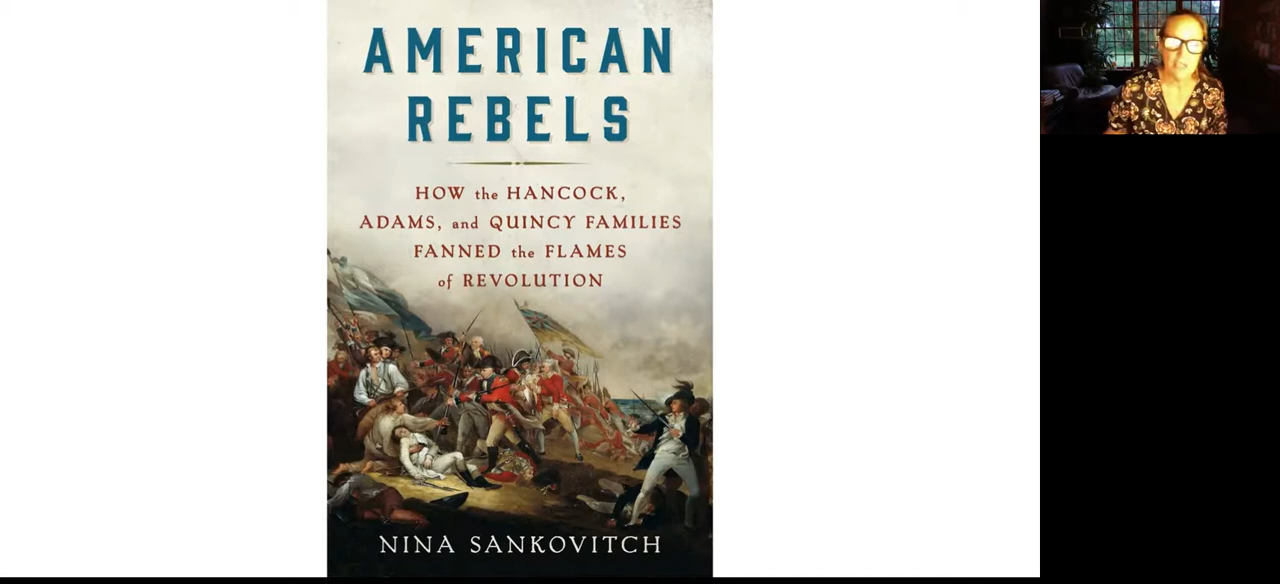 AMERICAN
REBELS
HOW the HANCOCK,
ADAMS, and QUINCY FAMILIES
FANNED the FLAMES
of REVOLUTION
NINA SANKOVITCH